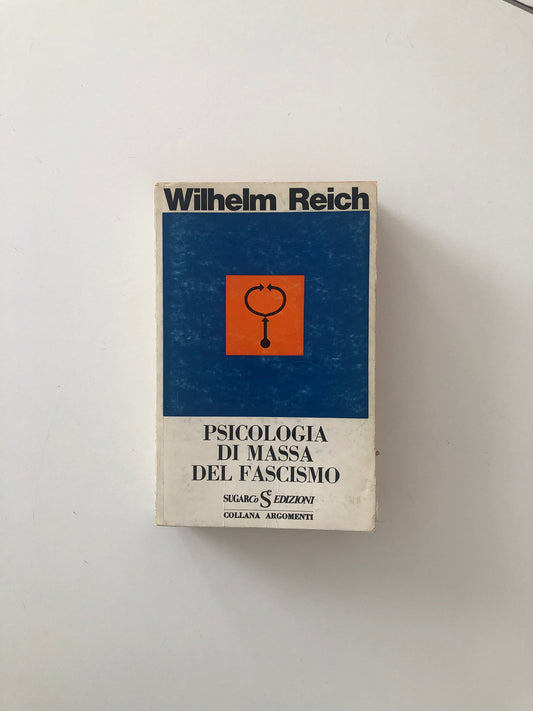 Wilhelm Reich
PSICOLOGIA
DI MASSA
DEL FASCISMO
SUGARCo EDIZIONI
COLLANA ARGOMENTI